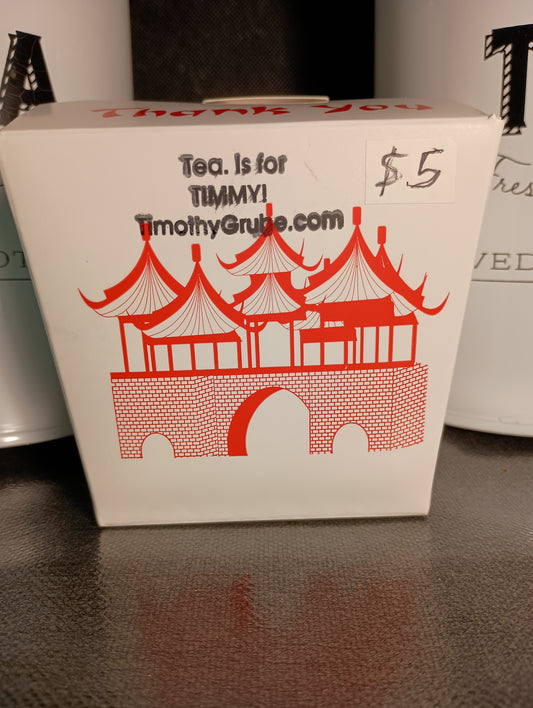 Thank You
Tea. Is for
TIMMY!
TimothyGrube.com
$5
A
T